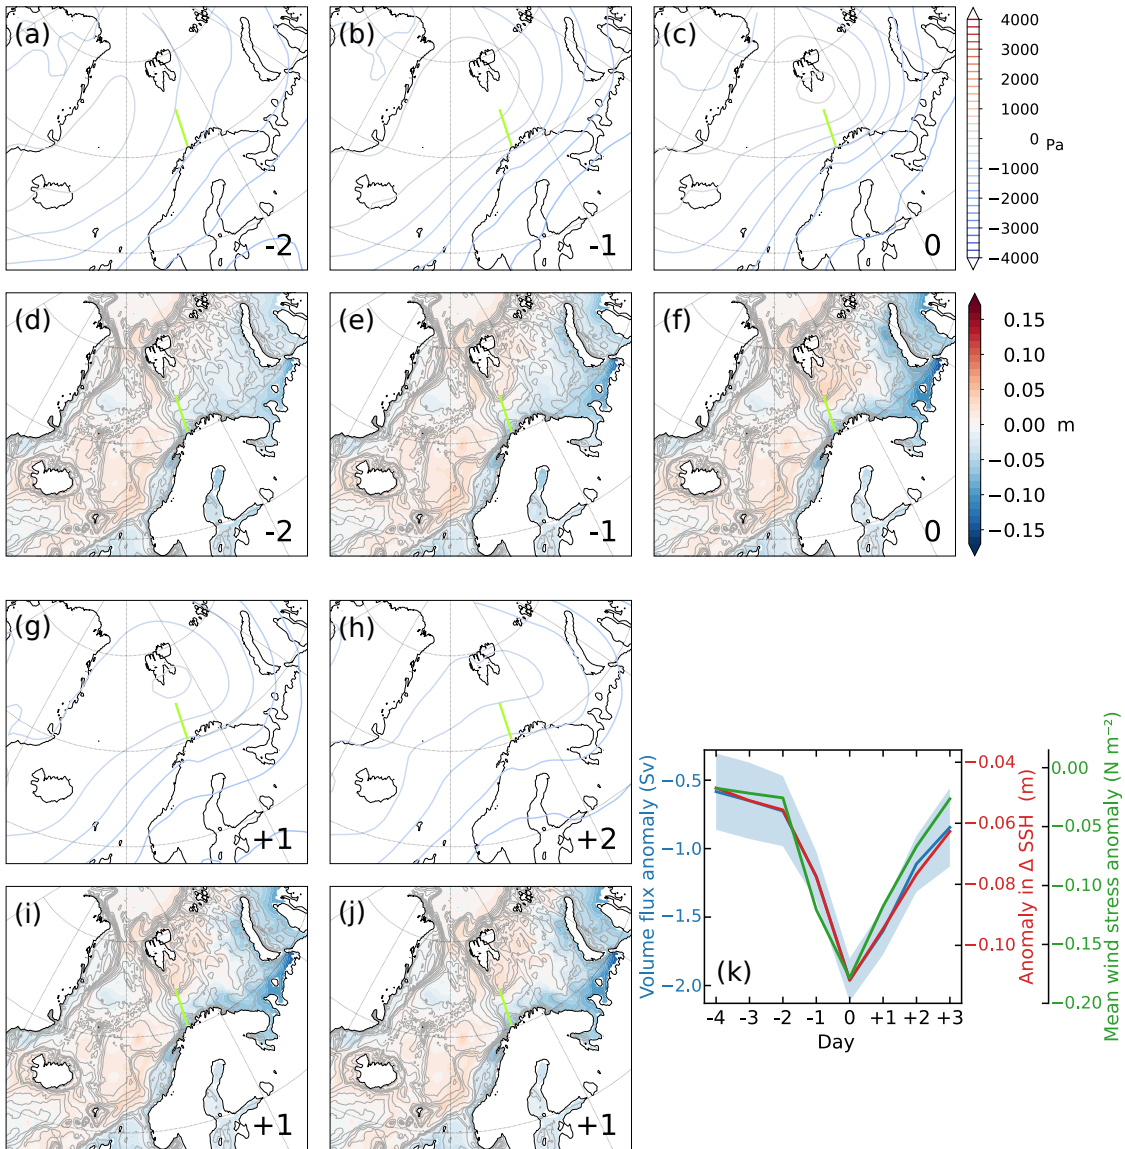 (a)
-2
(b)
-1
(c)
0
4000
3000
2000
1000
0
Pa
−1000
−2000
−3000
−4000
(d)
-2
(e)
-1
(f)
0
0.15
0.10
0.05
0.00 m
−0.05
−0.10
−0.15
(g)
+1
(h)
+2
(i)
+1
(j)
+1
(k)
Volume flux anomaly (Sv)
−0.5
−1.0
−1.5
−2.0
-4 -3 -2 -1 0 +1 +2 +3
Day
−0.04
−0.06
−0.08
−0.10
Anomaly in Δ SSH (m)
0.00
−0.05
−0.10
−0.15
−0.20
Mean wind stress anomaly (N m⁻²)